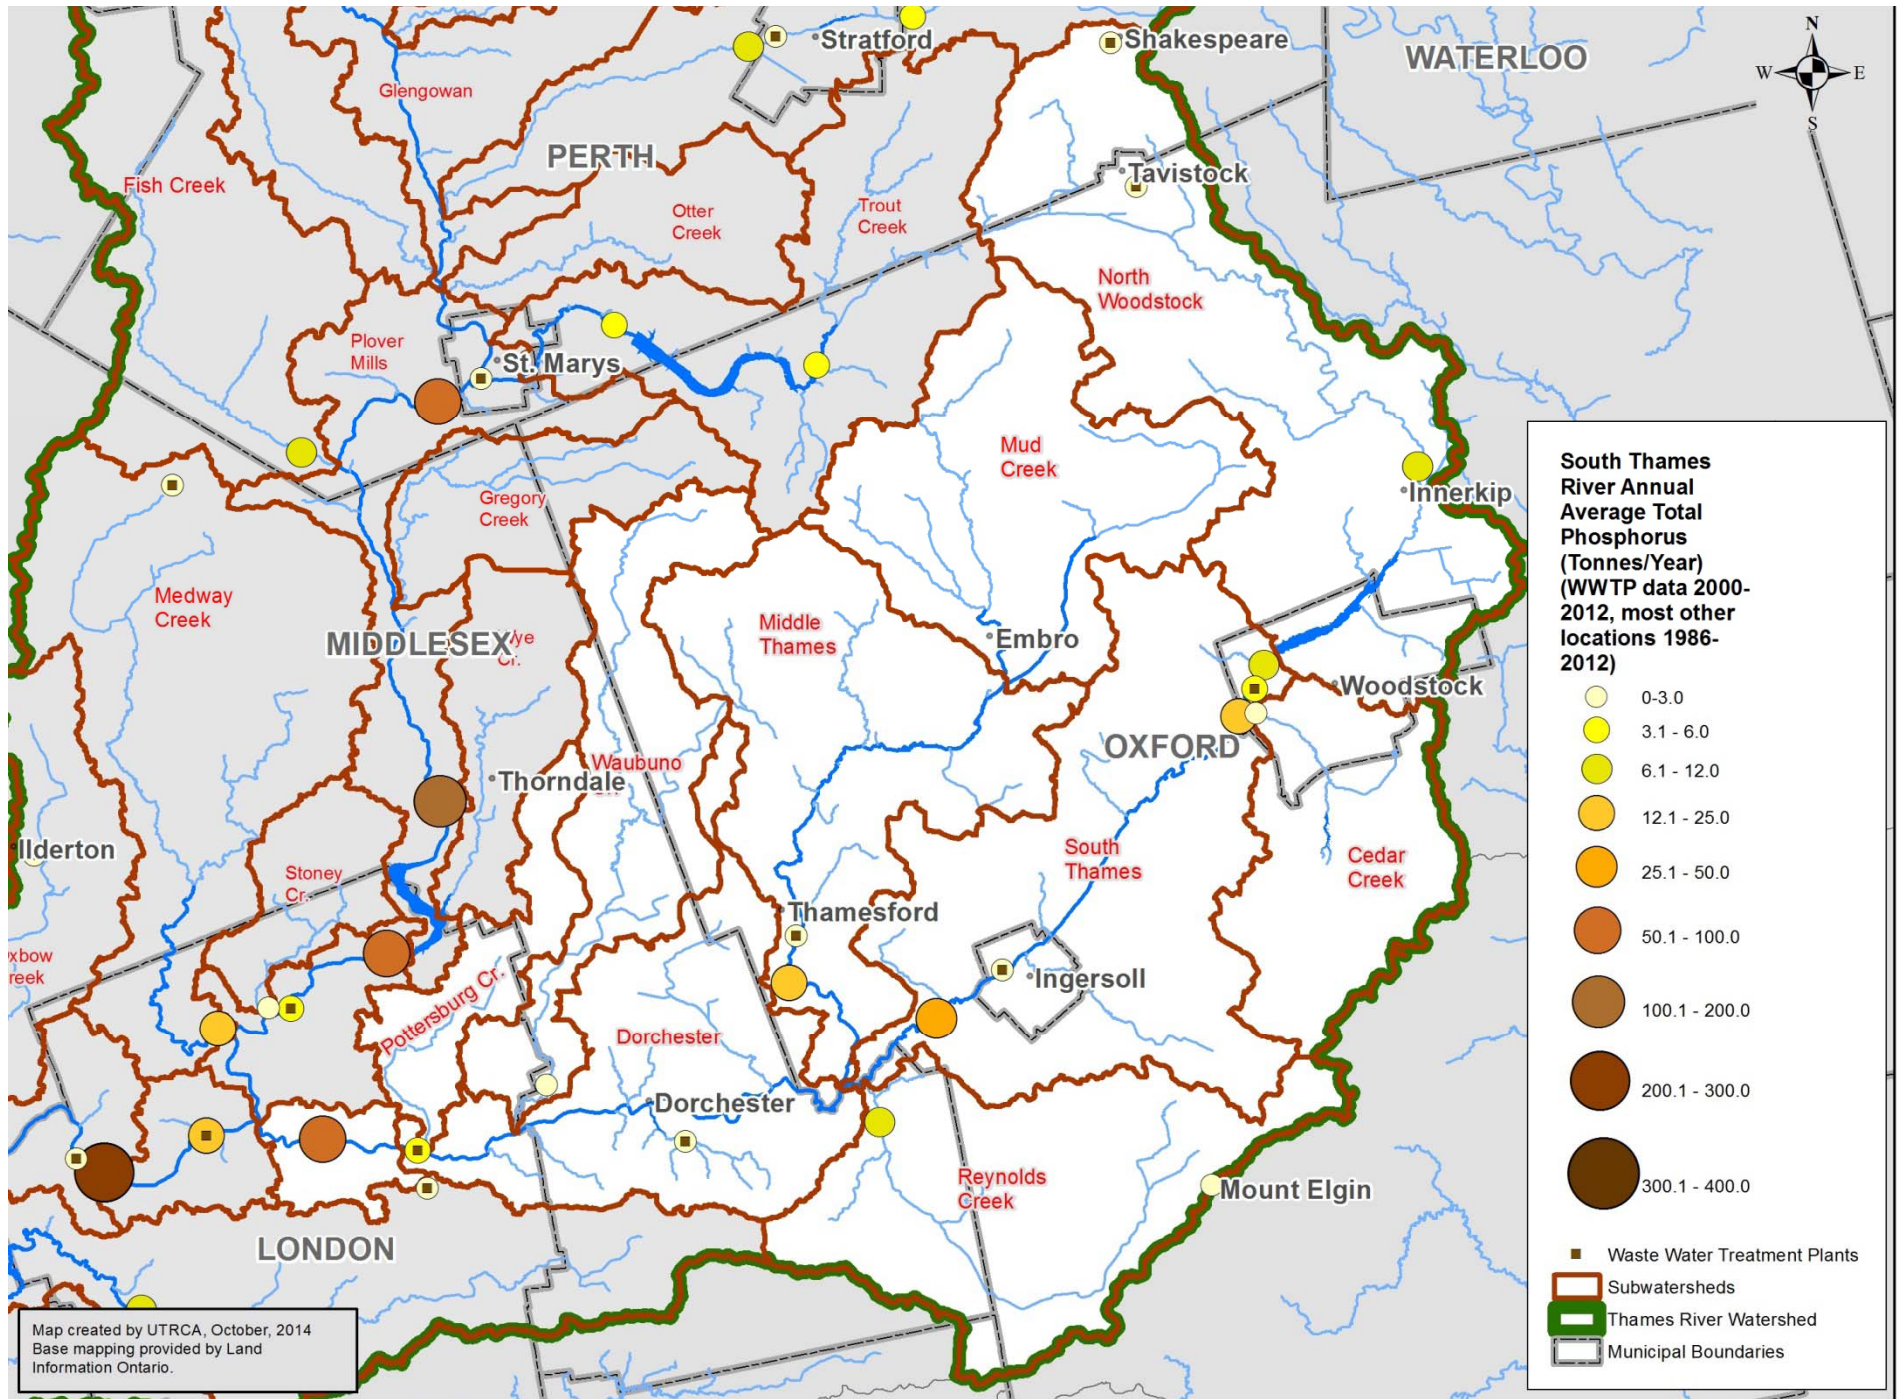 Stratford
Shakespeare
WATERLOO
N
W
E
S
Glengowan
PERTH
Fish Creek
Tavistock
Otter
Creek
Trout
Creek
North
Woodstock
Plover
Mills
St. Marys
Mud
Creek
Gregory
Creek
Innerkip
Medway
Creek
MIDDLESEX
Cr.
Middle
Thames
Embro
Woodstock
OXFORD
Waubuno
Thorndale
Ilderton
Stoney
Cr.
South
Thames
Cedar
Creek
Thamesford
xbow
reek
Ingersoll
Pottersburg Cr.
Dorchester
Dorchester
Reynolds
Creek
Mount Elgin
LONDON
South Thames
River Annual
Average Total
Phosphorus
(Tonnes/Year)
(WWTP data 2000-
2012, most other
locations 1986-
2012)
0-3.0
3.1 - 6.0
6.1 - 12.0
12.1 - 25.0
25.1 - 50.0
50.1 - 100.0
100.1 - 200.0
200.1 - 300.0
300.1 - 400.0
Waste Water Treatment Plants
Subwatersheds
Thames River Watershed
Municipal Boundaries
Map created by UTRCA, October, 2014
Base mapping provided by Land
Information Ontario.